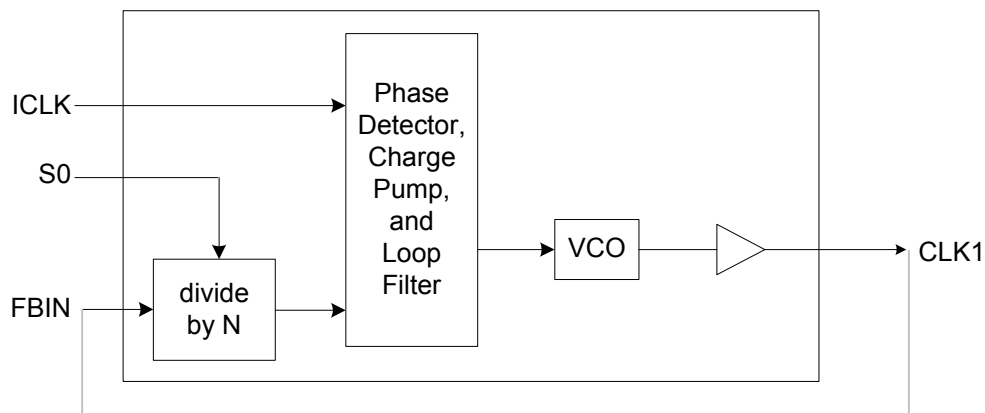 ICLK
S0
FBIN
divide
by N
Phase
Detector,
Charge
Pump,
and
Loop
Filter
VCO
CLK1